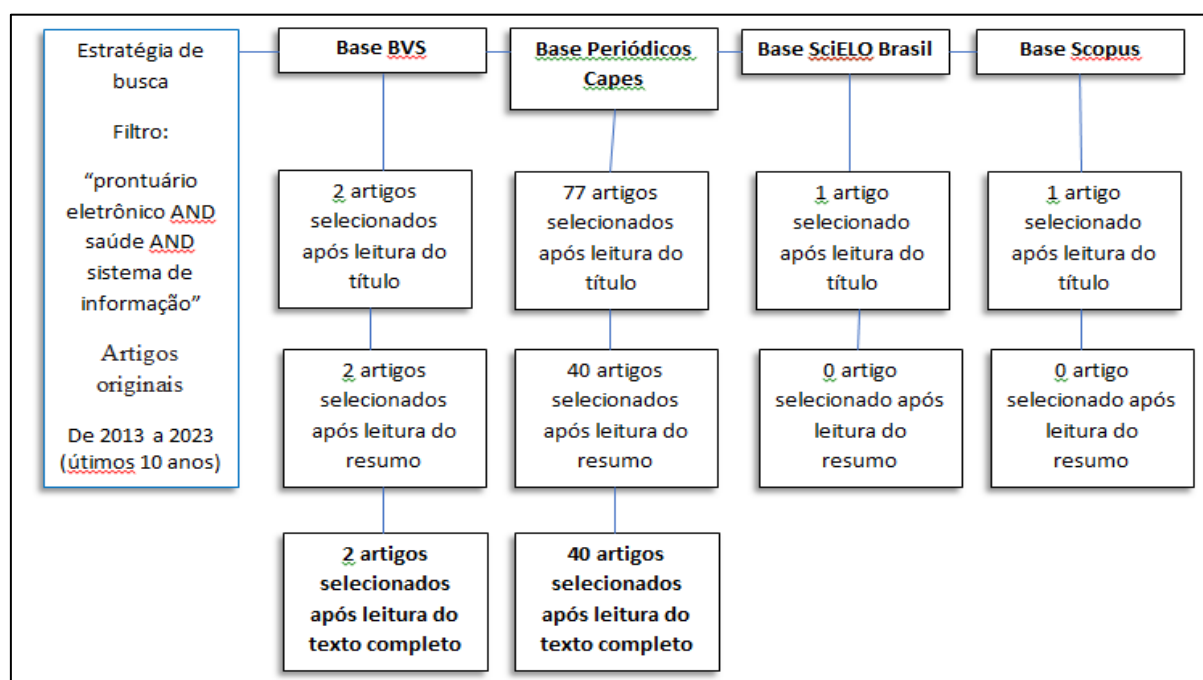 Estratégia de
busca
Filtro:
“prontuário
eletrônico AND
saúde AND
sistema de
informação”
Artigos
originais
De 2013 a 2023
(útimos 10 anos)
Base BVS
2 artigos
selecionados
após leitura do
título
2 artigos
selecionados
após leitura do
resumo
2 artigos
selecionados
após leitura do
texto completo
Base Periódicos
Capes
77 artigos
selecionados
após leitura do
título
40 artigos
selecionados
após leitura do
resumo
40 artigos
selecionados
após leitura do
texto completo
Base SciELO Brasil
1 artigo
selecionado
após leitura do
título
0 artigo
selecionado após
leitura do
resumo
Base Scopus
1 artigo
selecionado
após leitura do
título
0 artigo
selecionado após
leitura do
resumo